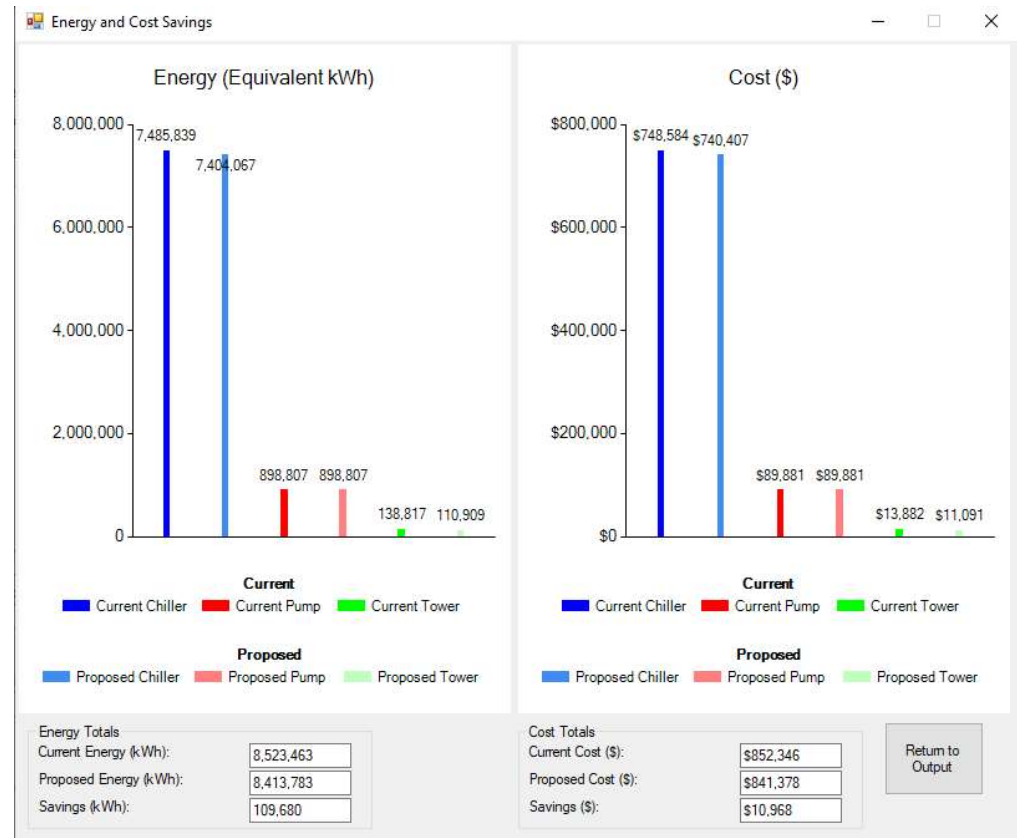 Energy and Cost Savings
Energy (Equivalent kWh)
8,000,000
7,485,839
7,404,067
6,000,000
4,000,000
2,000,000
898,807 898,807
138,817 110,909
0
Current
Current Chiller Current Pump Current Tower
Proposed
Proposed Chiller Proposed Pump Proposed Tower
Cost ($)
$800,000
$748,584 $740,407
$600,000
$400,000
$200,000
$89,881 $89,881
$13,882 $11,091
$0
Current
Current Chiller Current Pump Current Tower
Proposed
Proposed Chiller Proposed Pump Proposed Tower
Energy Totals
Current Energy (kWh): 8,523,463
Proposed Energy (kWh): 8,413,783
Savings (kWh): 109,680
Cost Totals
Current Cost ($): $852,346
Proposed Cost ($): $841,378
Savings ($): $10,968
Return to
Output